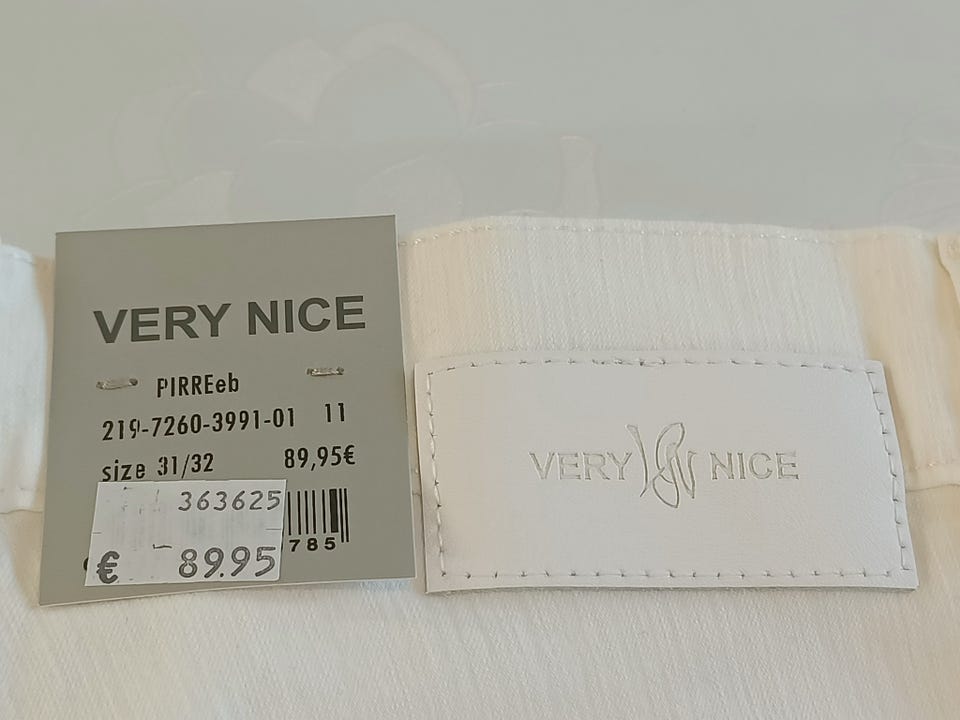 VERY NICE
PIRREeb
219-7260-3991-01 11
size 31/32 89,95€
363625
785
€ 89.95
VERY NICE